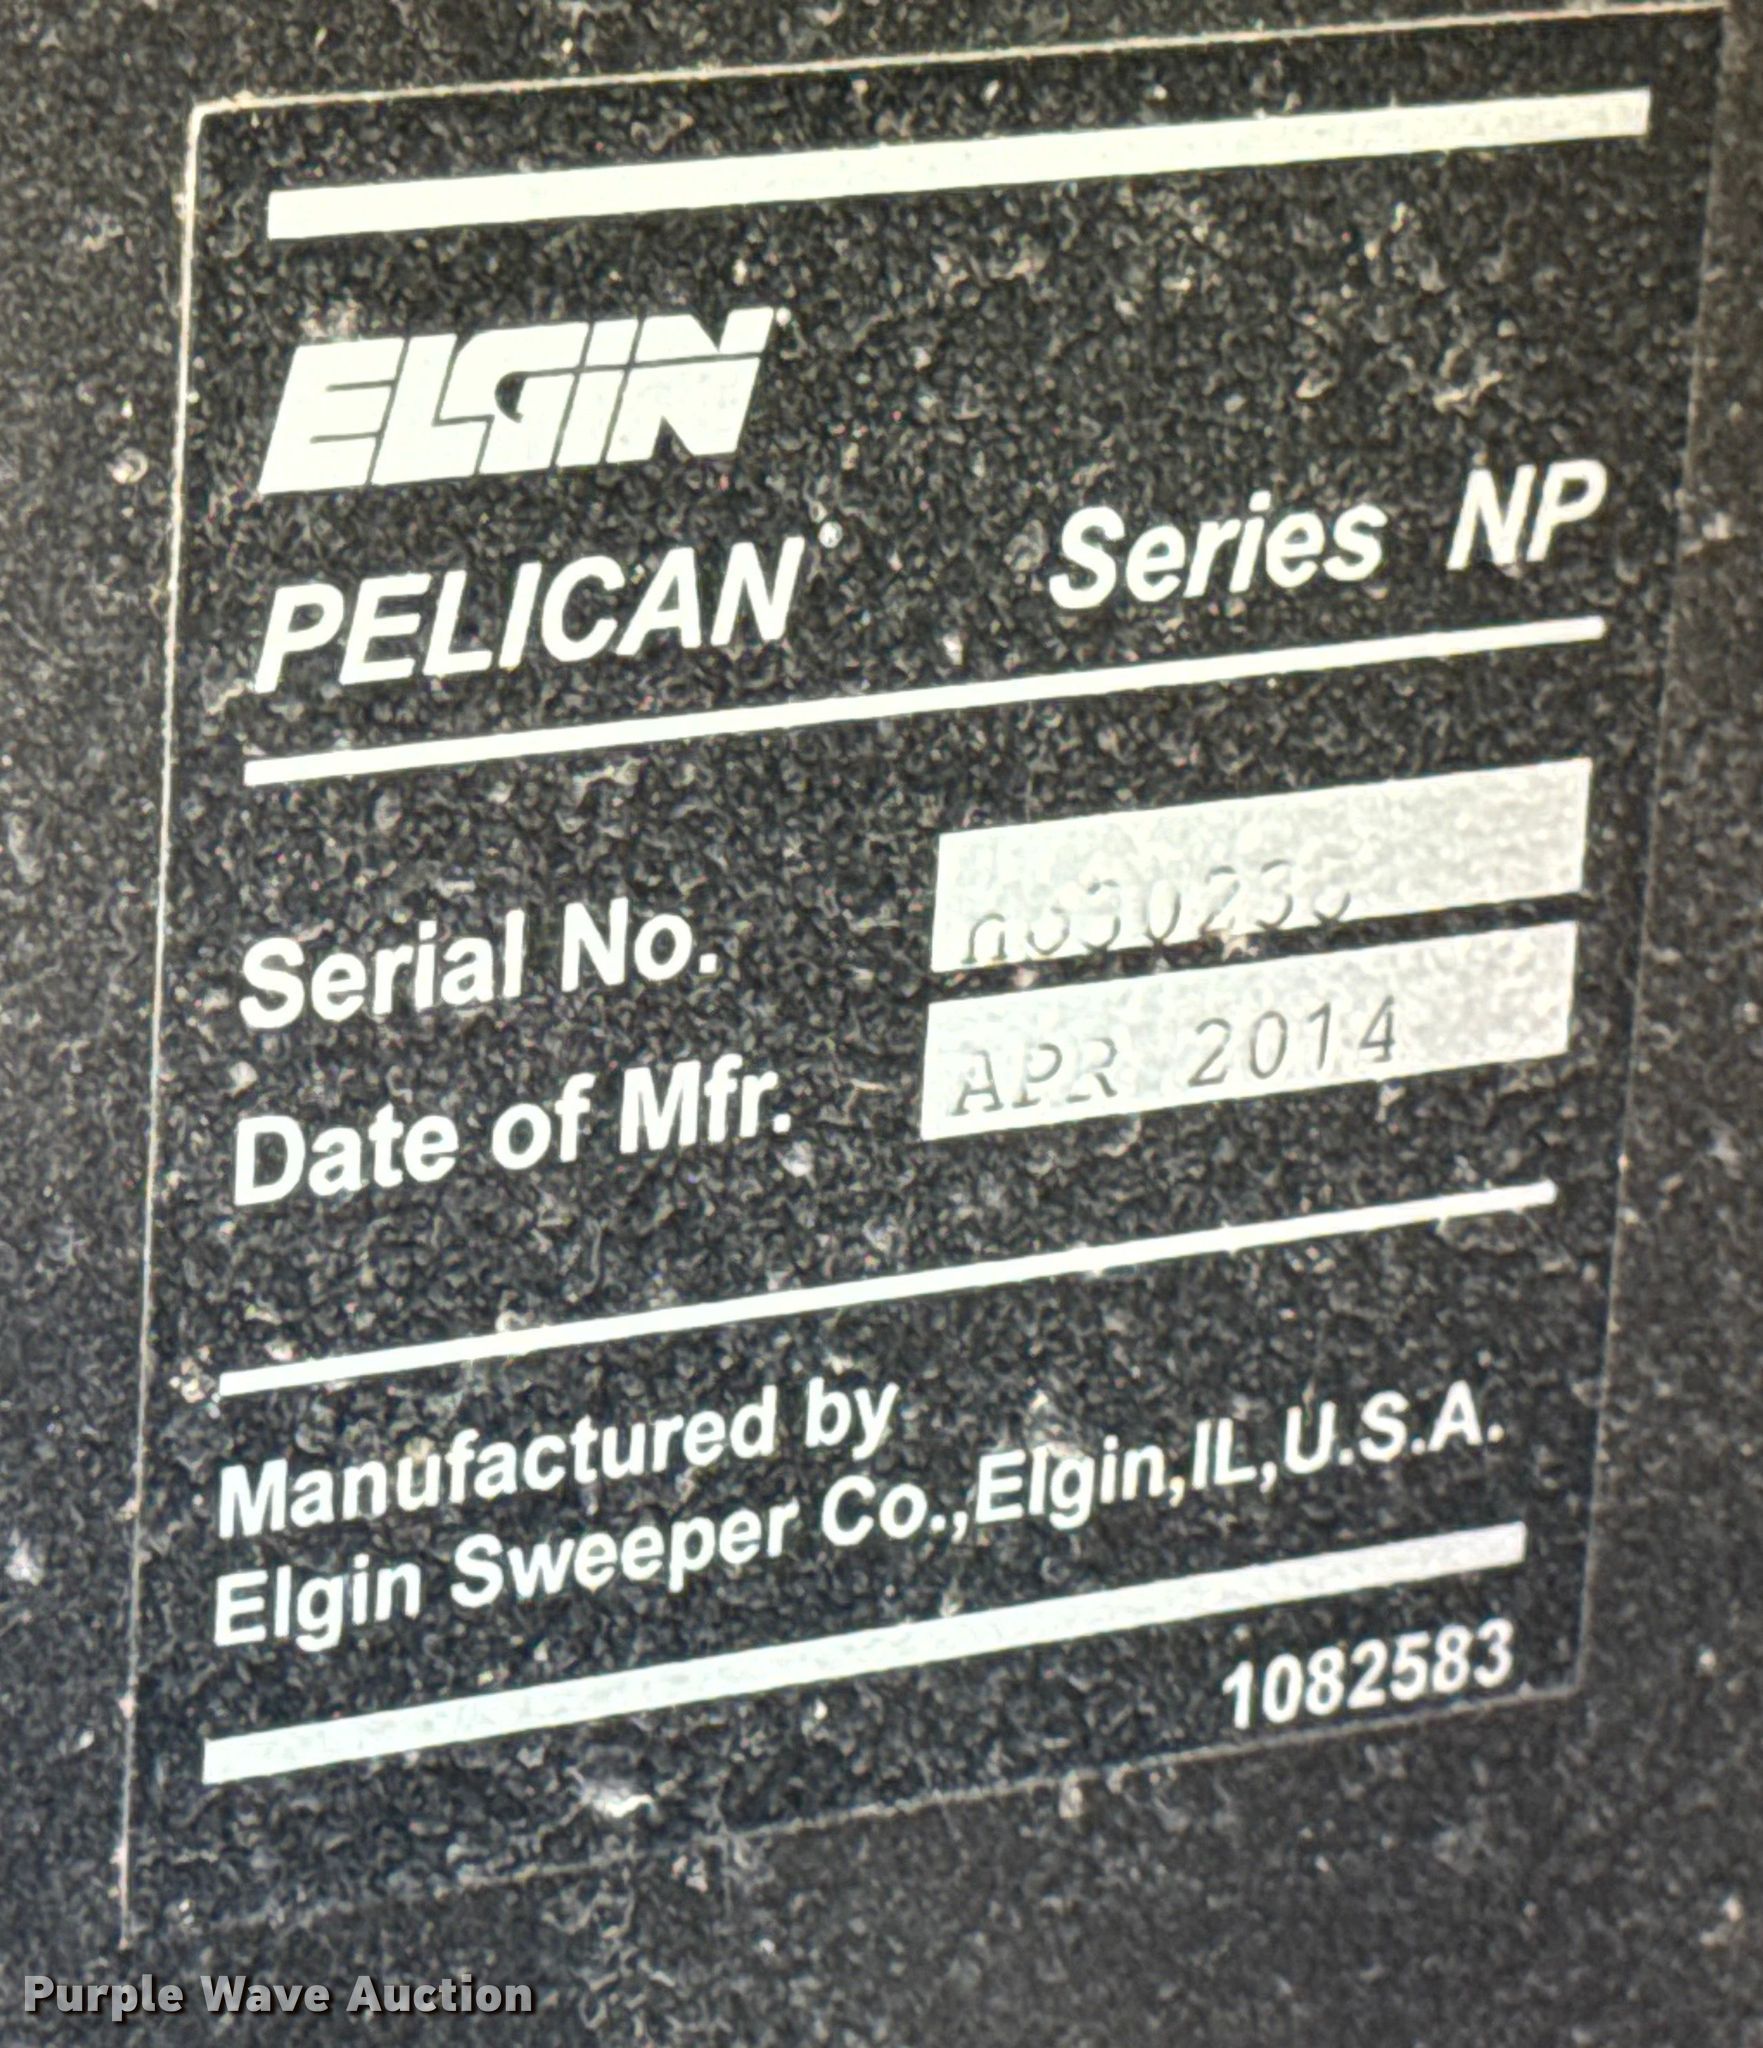 ELGIN
PELICAN® Series NP
Serial No.
Date of Mfr. APR 2014
Manufactured by
Elgin Sweeper Co.,Elgin,IL,U.S.A.
1082583
Purple Wave Auction